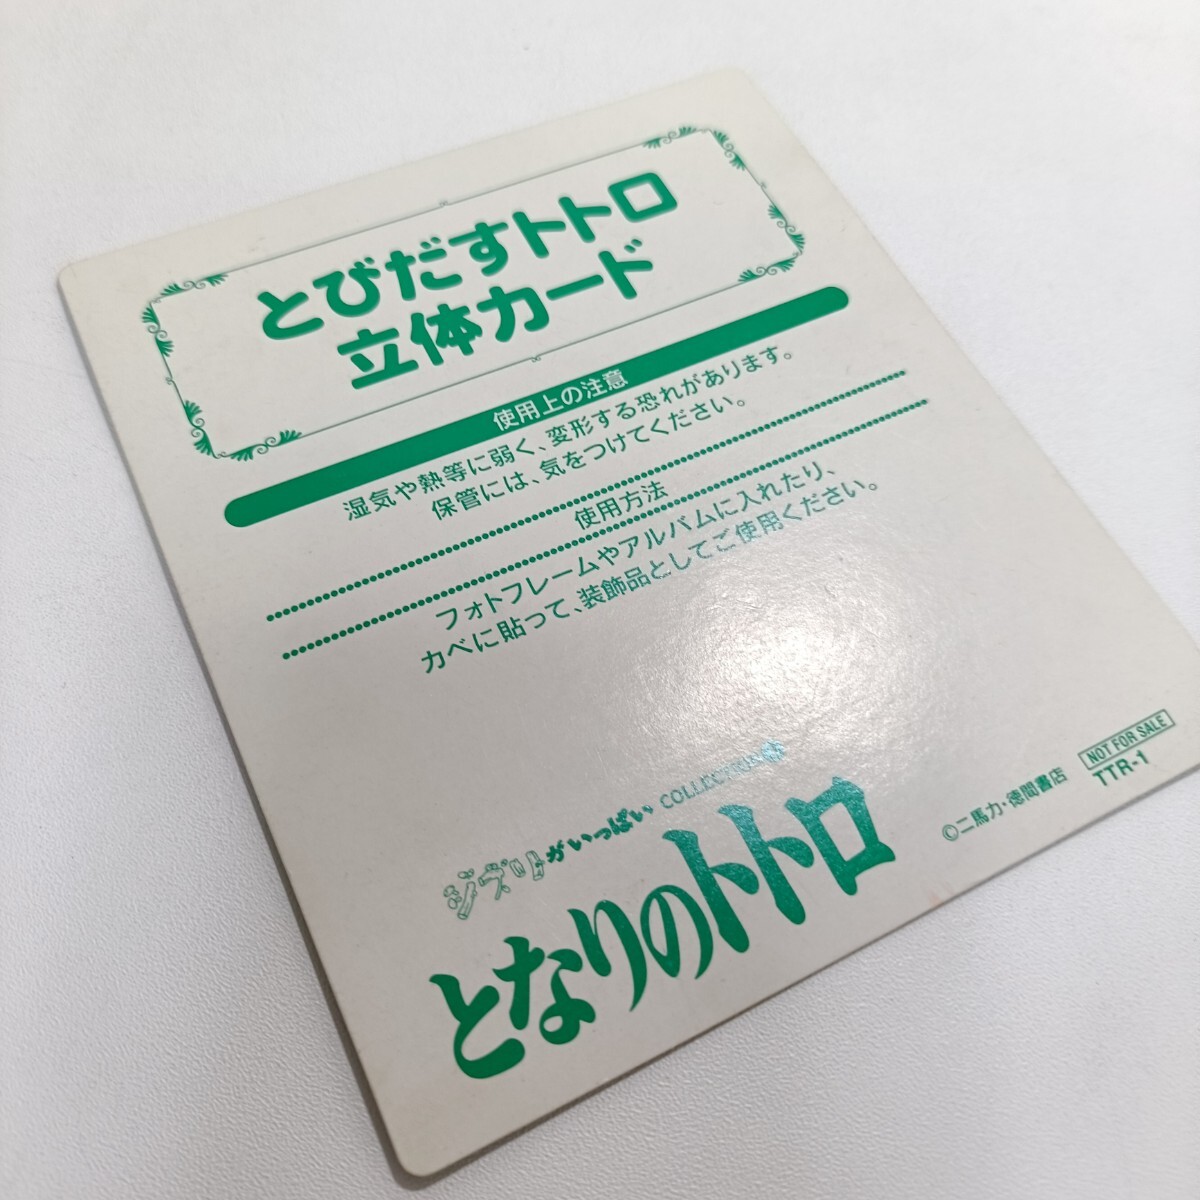 とびだすトトロ
立体カード
使用上の注意
湿気や熱等に弱く、変形する恐れがあります。
保管には、気をつけてください。
使用方法
フォトフレームやアルバムに入れたり、
カベに貼って、装飾品としてご使用ください。
ジブリがいっぱい COLLECTION
となりのトトロ
©二馬力・徳間書店
NOT FOR SALE
TTR-1